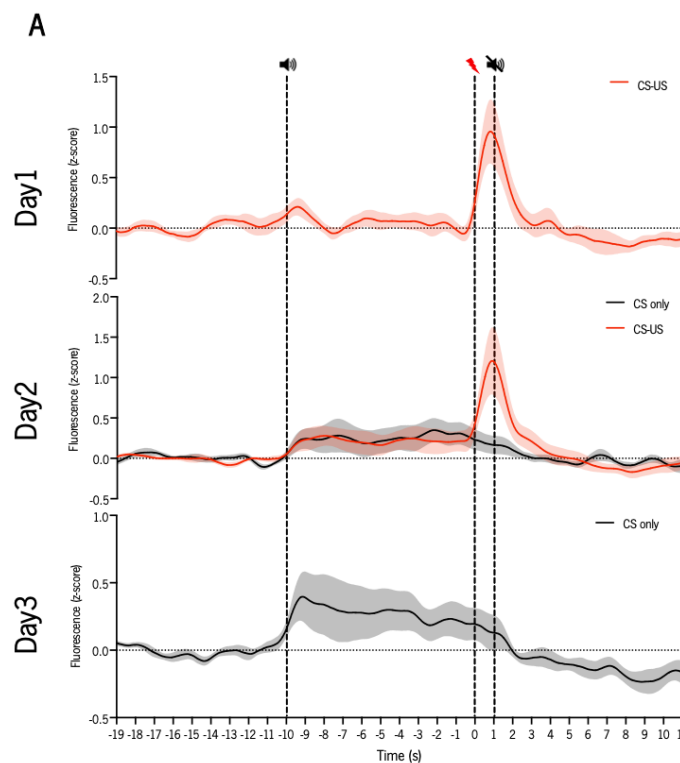 A
Day1
Fluorescence (z-score)
1.5
1.0
0.5
0.0
-0.5
CS-US
Day2
Fluorescence (z-score)
2.0
1.5
1.0
0.5
0.0
-0.5
CS only
CS-US
Day3
Fluorescence (z-score)
1.0
0.5
0.0
-0.5
CS only
-19 -18 -17 -16 -15 -14 -13 -12 -11 -10 -9 -8 -7 -6 -5 -4 -3 -2 -1 0 1 2 3 4 5 6 7 8 9 10
Time (s)